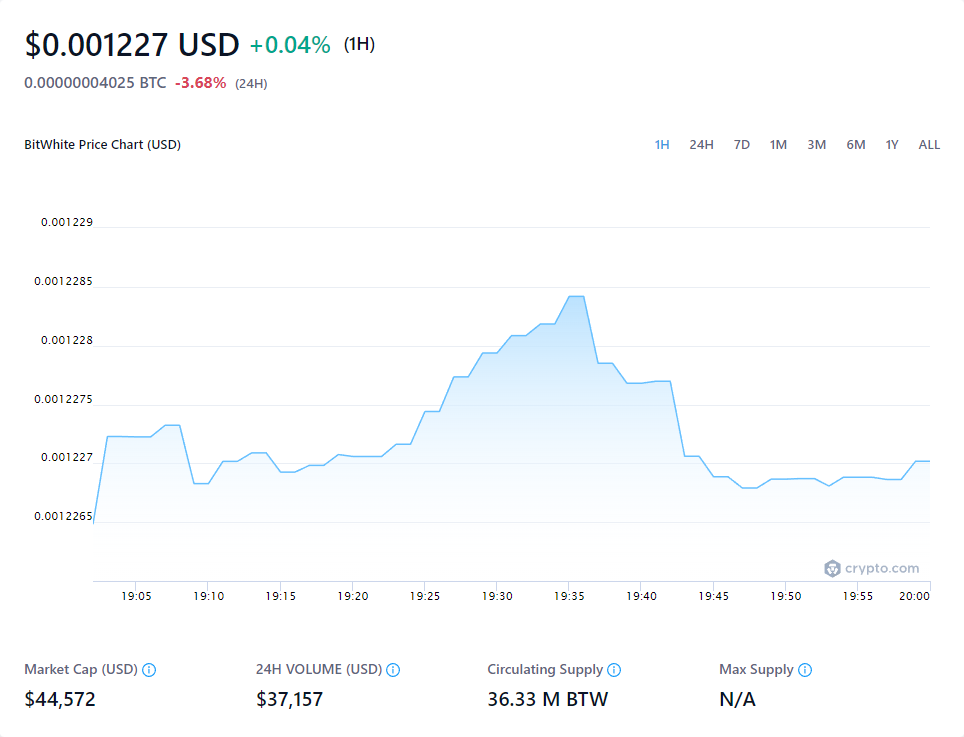 $0.001227 USD +0.04% (1H)
0.00000004025 BTC -3.68% (24H)
BitWhite Price Chart (USD) 1H 24H 7D 1M 3M 6M 1Y ALL
0.001229
0.0012285
0.001228
0.0012275
0.001227
0.0012265
crypto.com
19:05 19:10 19:15 19:20 19:25 19:30 19:35 19:40 19:45 19:50 19:55 20:00
Market Cap (USD) 24H VOLUME (USD) Circulating Supply Max Supply
$44,572 $37,157 36.33 M BTW N/A